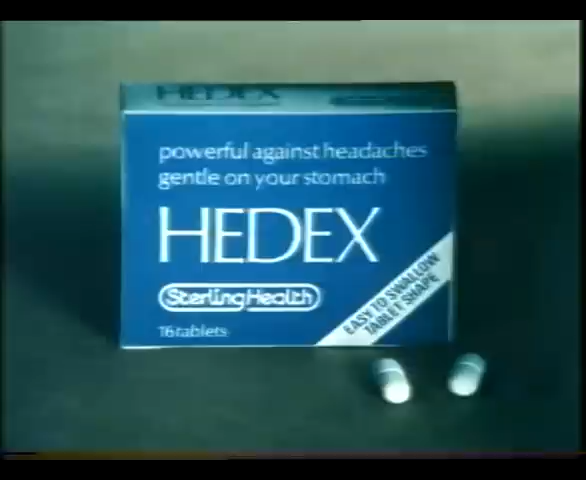 HEDEX
powerful against headaches
gentle on your stomach
HEDEX
Sterling Health
16 tablets
EASY TO SWALLOW
TABLET SHAPE